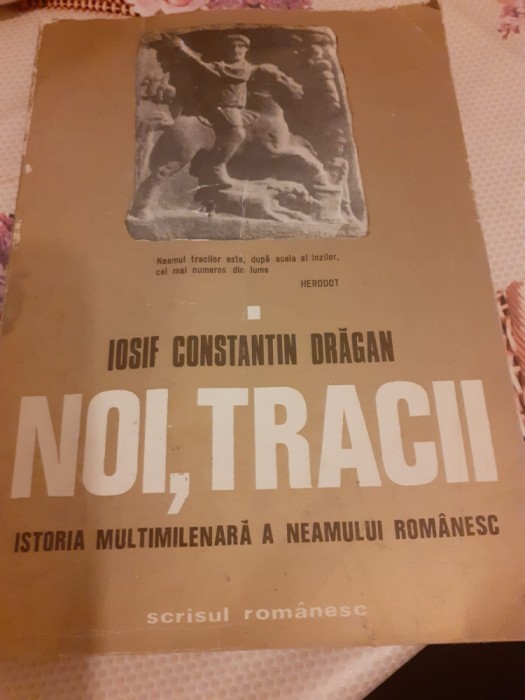 Neamul tracilor este, după acela al inzilor,
cel mai numeros din lume
HERODOT
IOSIF CONSTANTIN DRĂGAN
NOI, TRACII
ISTORIA MULTIMILENARĂ A NEAMULUI ROMÂNESC
scrisul românesc